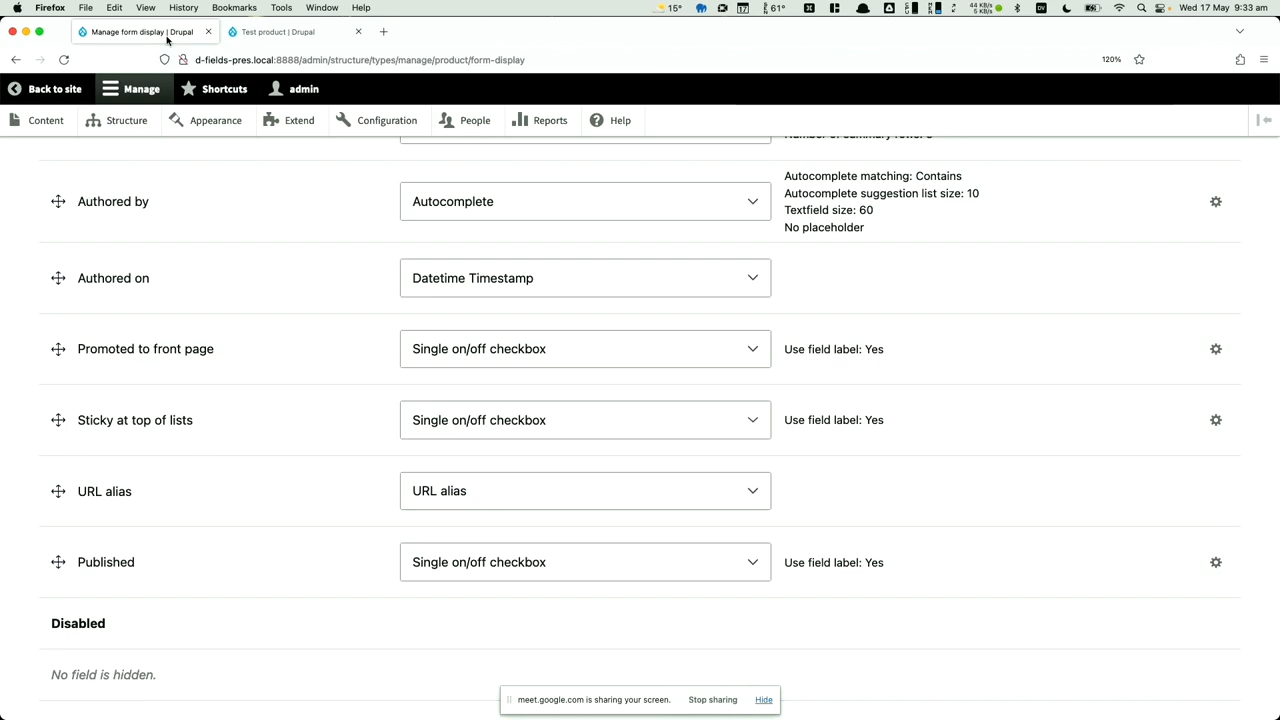 Firefox File Edit View History Bookmarks Tools Window Help 15° 61° 44 KB/s 5 KB/s Wed 17 May 9:33 am
Manage form display | Drupal Test product | Drupal
d-fields-pres.local:8888/admin/structure/types/manage/product/form-display 120%
Back to site Manage Shortcuts admin
Content Structure Appearance Extend Configuration People Reports Help
Authored by Autocomplete
Autocomplete matching: Contains
Autocomplete suggestion list size: 10
Textfield size: 60
No placeholder
Authored on Datetime Timestamp
Promoted to front page Single on/off checkbox Use field label: Yes
Sticky at top of lists Single on/off checkbox Use field label: Yes
URL alias URL alias
Published Single on/off checkbox Use field label: Yes
Disabled
No field is hidden.
meet.google.com is sharing your screen. Stop sharing Hide